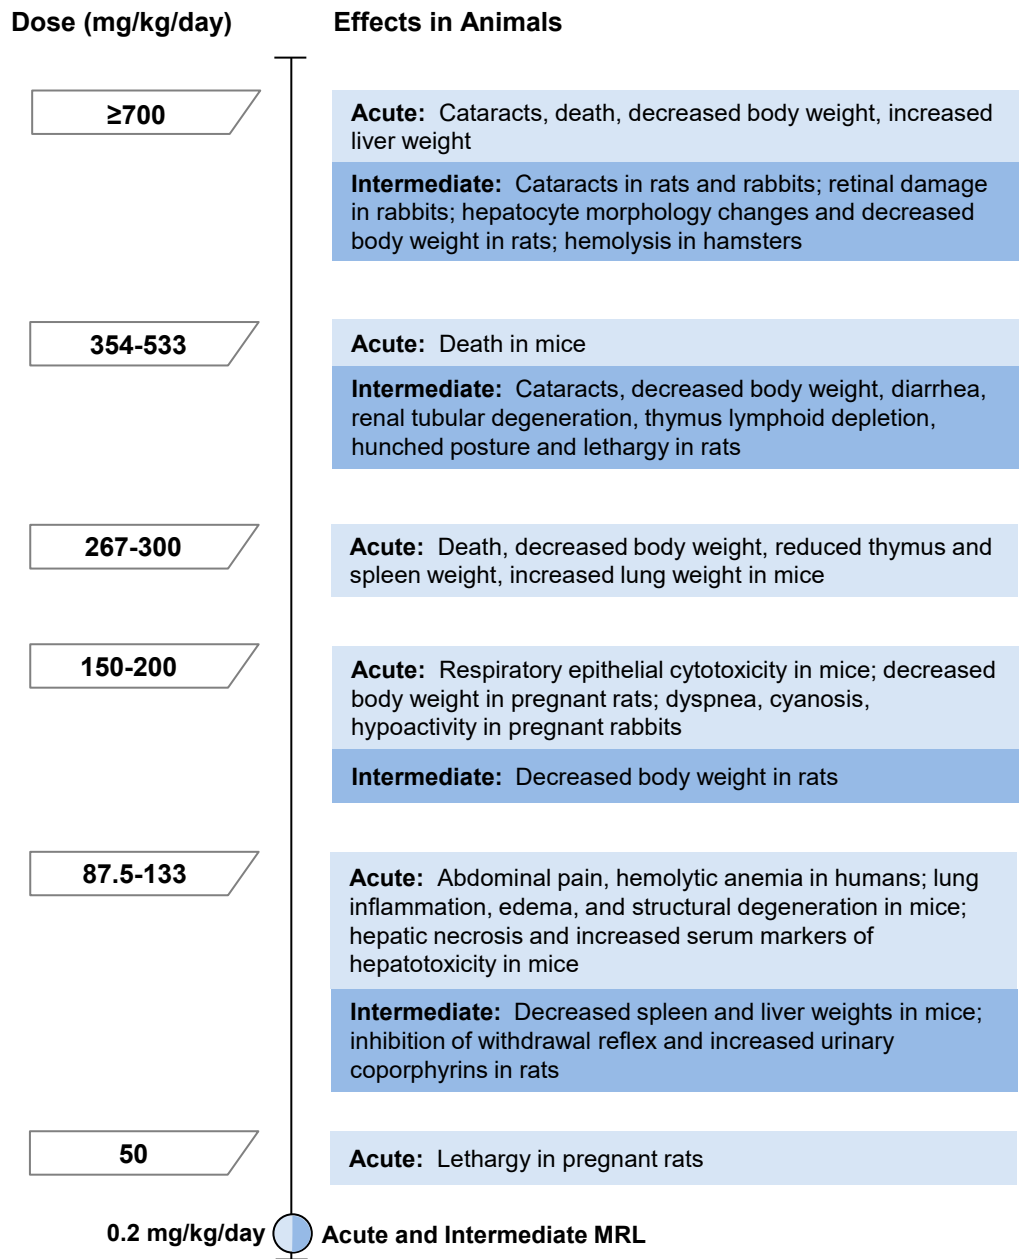 Dose (mg/kg/day)
Effects in Animals
≥700
Acute: Cataracts, death, decreased body weight, increased
liver weight
Intermediate: Cataracts in rats and rabbits; retinal damage
in rabbits; hepatocyte morphology changes and decreased
body weight in rats; hemolysis in hamsters
354-533
Acute: Death in mice
Intermediate: Cataracts, decreased body weight, diarrhea,
renal tubular degeneration, thymus lymphoid depletion,
hunched posture and lethargy in rats
267-300
Acute: Death, decreased body weight, reduced thymus and
spleen weight, increased lung weight in mice
150-200
Acute: Respiratory epithelial cytotoxicity in mice; decreased
body weight in pregnant rats; dyspnea, cyanosis,
hypoactivity in pregnant rabbits
Intermediate: Decreased body weight in rats
87.5-133
Acute: Abdominal pain, hemolytic anemia in humans; lung
inflammation, edema, and structural degeneration in mice;
hepatic necrosis and increased serum markers of
hepatotoxicity in mice
Intermediate: Decreased spleen and liver weights in mice;
inhibition of withdrawal reflex and increased urinary
coporphyrins in rats
50
Acute: Lethargy in pregnant rats
0.2 mg/kg/day
Acute and Intermediate MRL